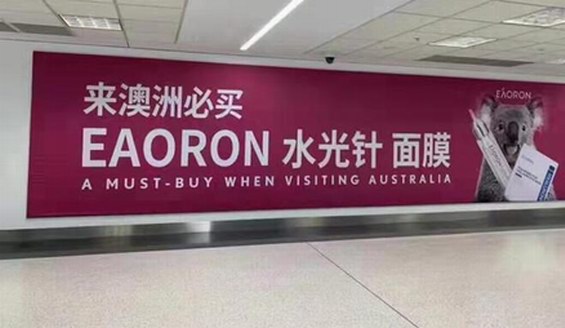 来澳洲必买
EAORON 水光针 面膜
A MUST-BUY WHEN VISITING AUSTRALIA
EAORON